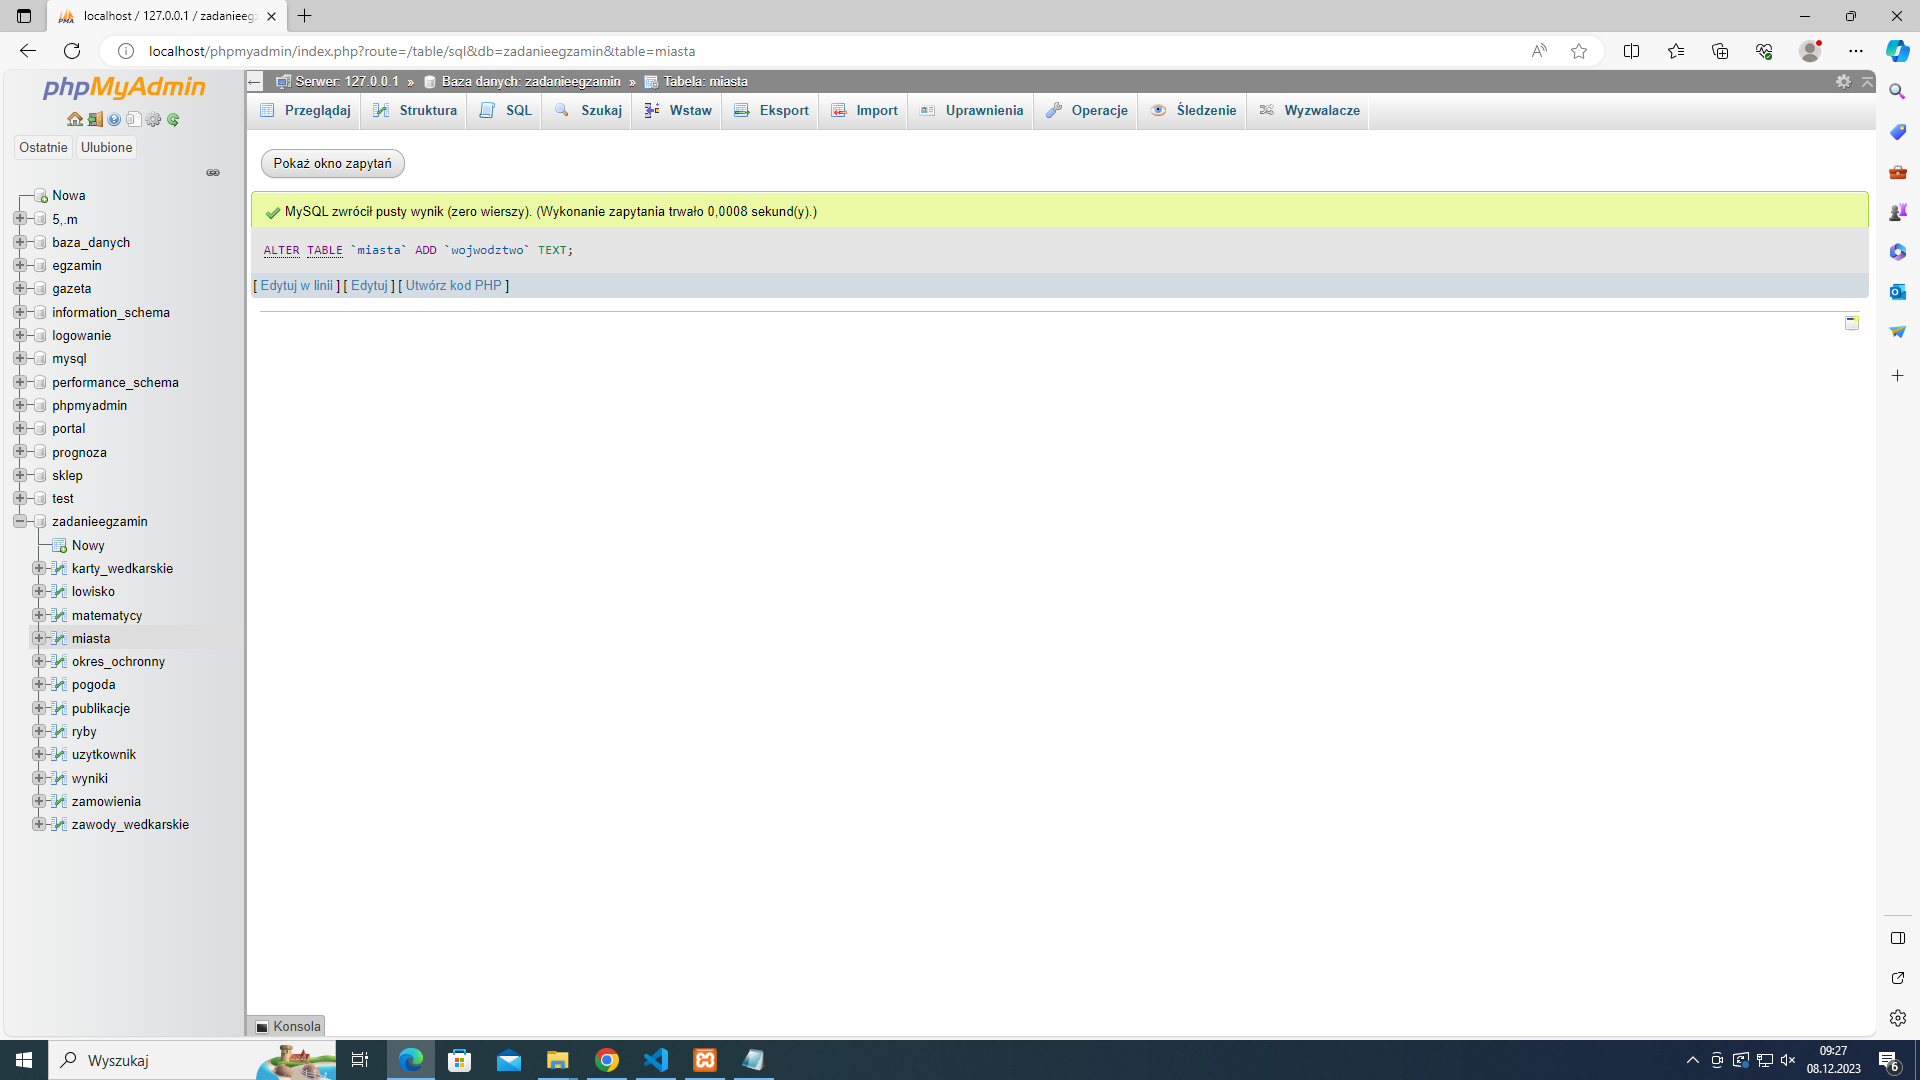 localhost / 127.0.0.1 / zadanieegz
localhost/phpmyadmin/index.php?route=/table/sql&db=zadanieegzamin&table=miasta
phpMyAdmin
Ostatnie Ulubione
Nowa
5,.m
baza_danych
egzamin
gazeta
information_schema
logowanie
mysql
performance_schema
phpmyadmin
portal
prognoza
sklep
test
zadanieegzamin
Nowy
karty_wedkarskie
lowisko
matematycy
miasta
okres_ochronny
pogoda
publikacje
ryby
uzytkownik
wyniki
zamowienia
zawody_wedkarskie
Serwer: 127.0.0.1 » Baza danych: zadanieegzamin » Tabela: miasta
Przeglądaj Struktura SQL Szukaj Wstaw Eksport Import Uprawnienia Operacje Śledzenie Wyzwalacze
Pokaż okno zapytań
MySQL zwrócił pusty wynik (zero wierszy). (Wykonanie zapytania trwało 0,0008 sekund(y).)
ALTER TABLE `miasta` ADD `wojwodztwo` TEXT;
[ Edytuj w linii ] [ Edytuj ] [ Utwórz kod PHP ]
Konsola
Wyszukaj
09:27
08.12.2023
6